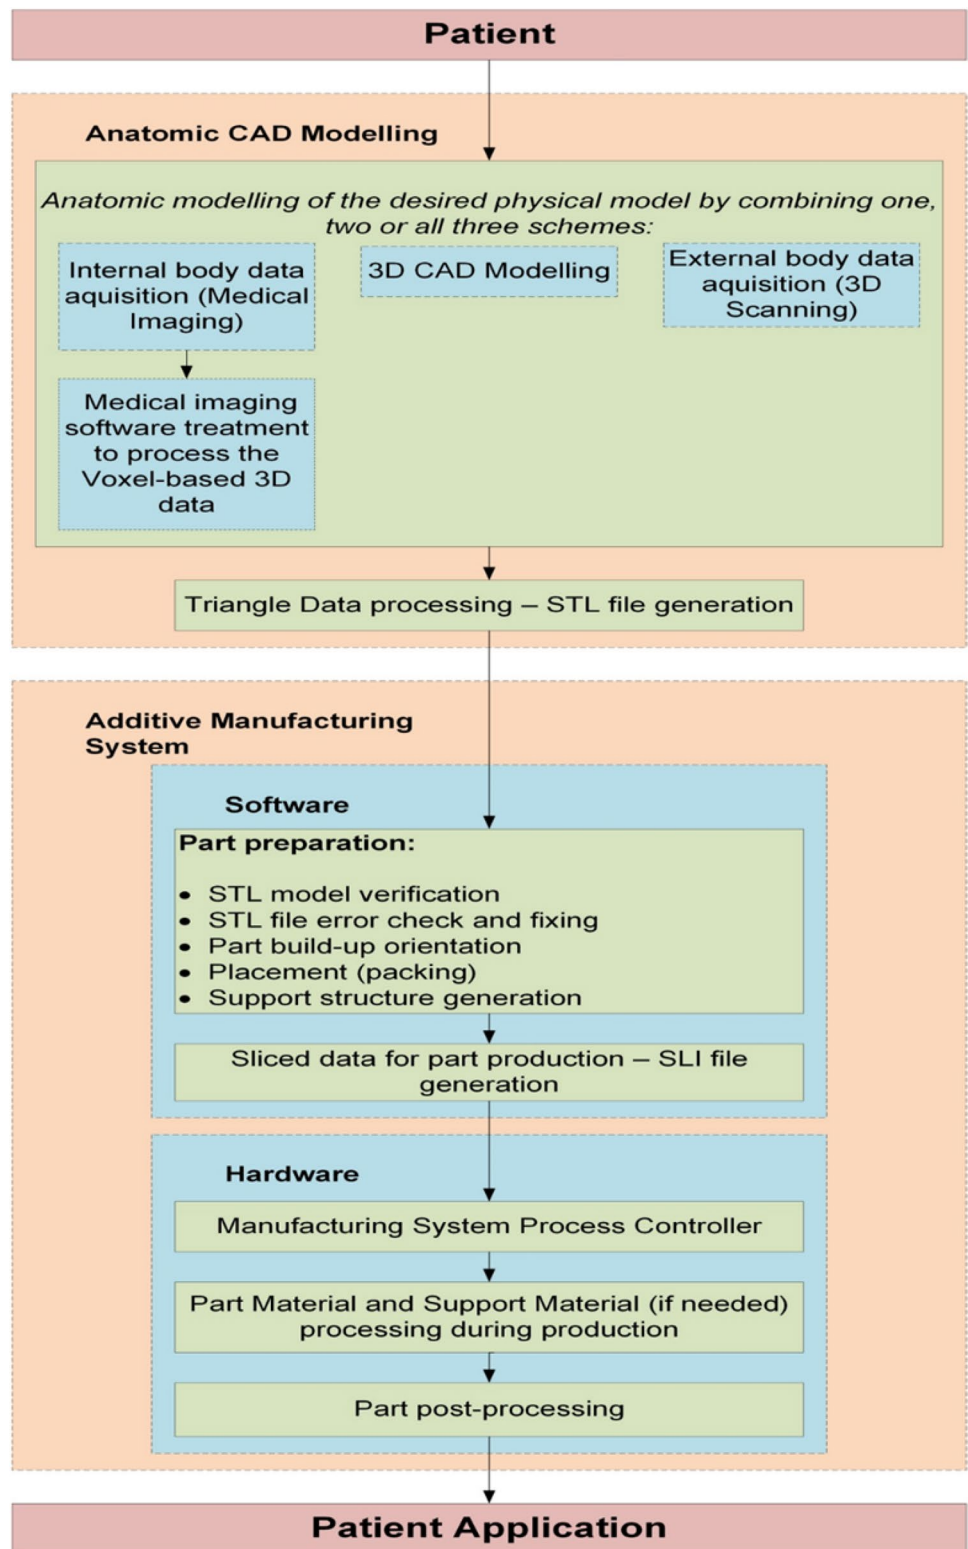 Patient
Anatomic CAD Modelling
Anatomic modelling of the desired physical model by combining one,
two or all three schemes:
Internal body data
aquisition (Medical
Imaging)
3D CAD Modelling
External body data
aquisition (3D
Scanning)
Medical imaging
software treatment
to process the
Voxel-based 3D
data
Triangle Data processing – STL file generation
Additive Manufacturing
System
Software
Part preparation:
• STL model verification
• STL file error check and fixing
• Part build-up orientation
• Placement (packing)
• Support structure generation
Sliced data for part production – SLI file
generation
Hardware
Manufacturing System Process Controller
Part Material and Support Material (if needed)
processing during production
Part post-processing
Patient Application